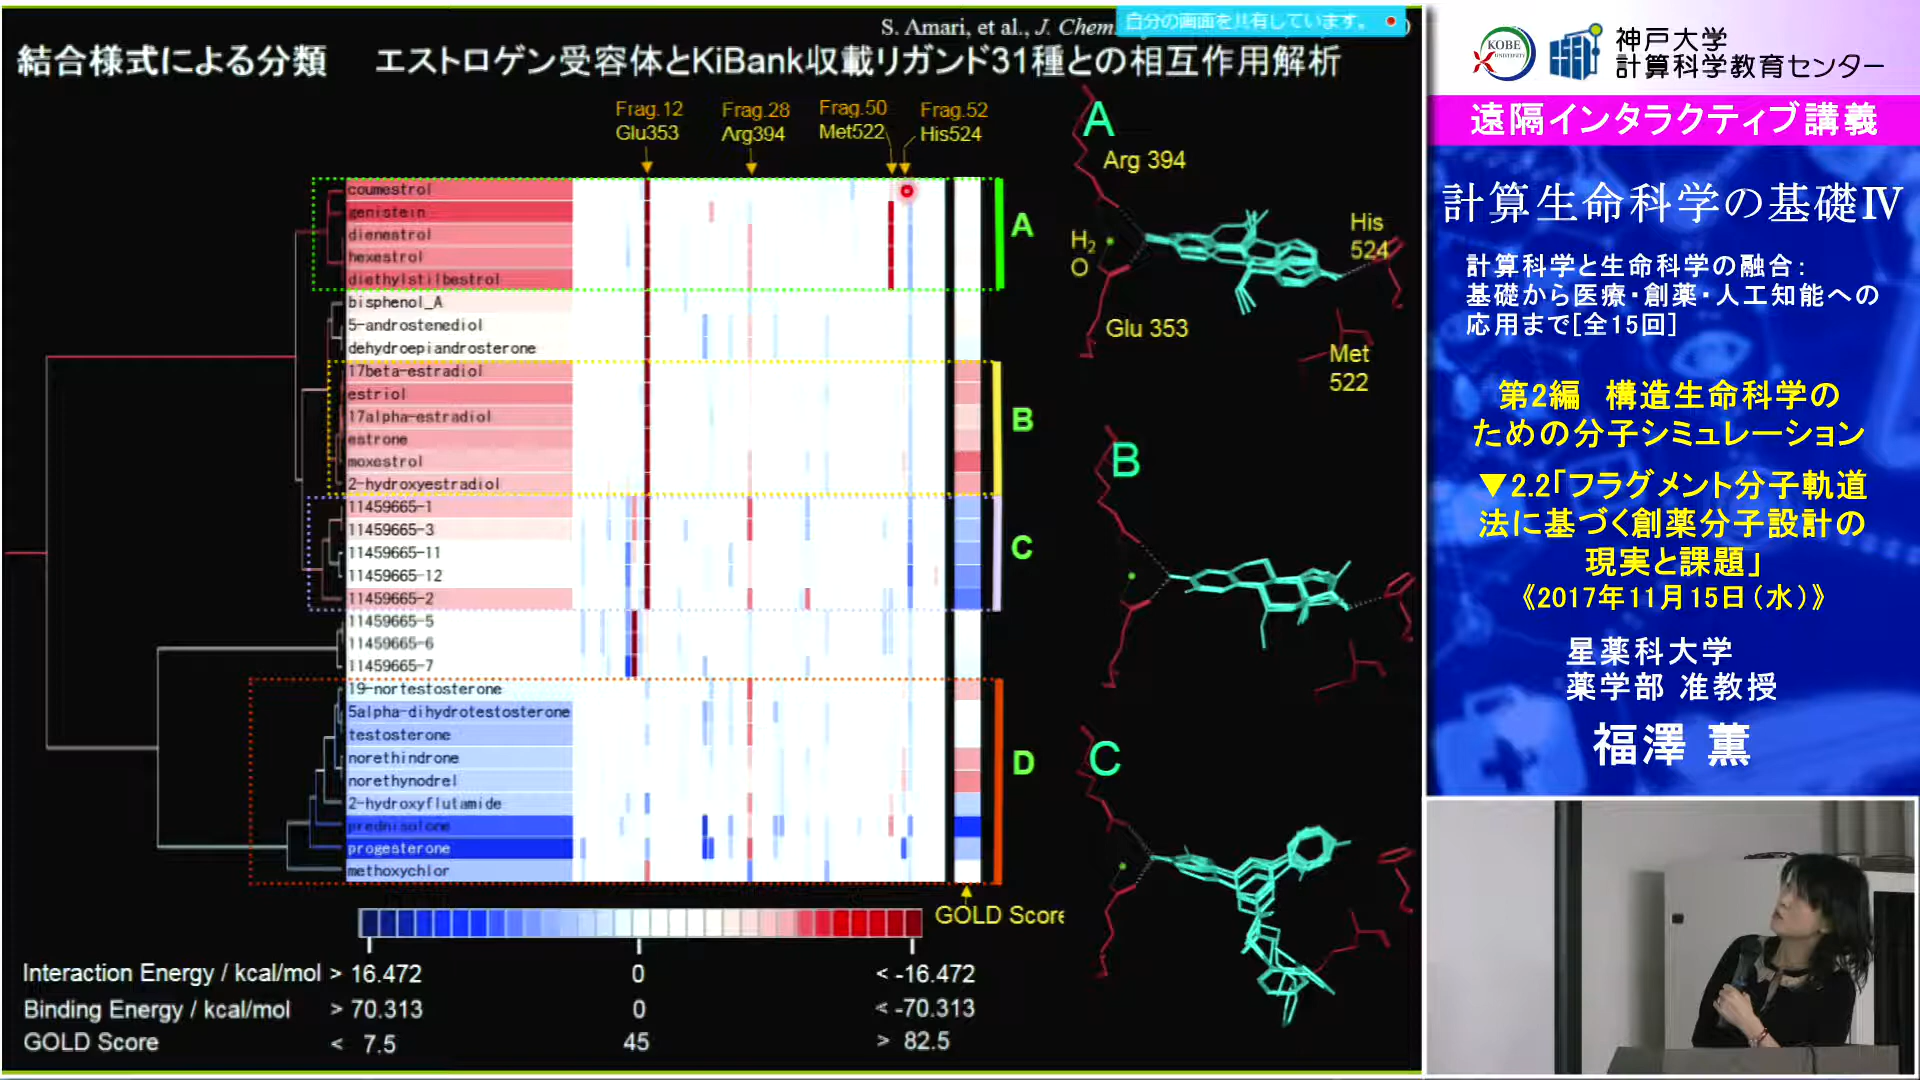 S. Amari, et al., J. Chem.
自分の画面を共有しています。
結合様式による分類 エストロゲン受容体とKiBank収載リガンド31種との相互作用解析
Frag.12
Glu353
Frag.28
Arg394
Frag.50
Met522
Frag.52
His524
coumestrol
genistein
dienestrol
hexestrol
diethylstilbestrol
bisphenol_A
5-androstenediol
dehydroepiandrosterone
17beta-estradiol
estriol
17alpha-estradiol
estrone
moxestrol
2-hydroxyestradiol
11459665-1
11459665-3
11459665-11
11459665-12
11459665-2
11459665-5
11459665-6
11459665-7
19-nortestosterone
5alpha-dihydrotestosterone
testosterone
norethindrone
norethynodrel
2-hydroxyflutamide
prednisolone
progesterone
methoxychlor
A
B
C
D
GOLD Score
Interaction Energy / kcal/mol > 16.472 0 < -16.472
Binding Energy / kcal/mol > 70.313 0 < -70.313
GOLD Score < 7.5 45 > 82.5
A
Arg 394
H2
O
Glu 353
His
524
Met
522
B
C
KOBE
UNIVERSITY
神戸大学
計算科学教育センター
遠隔インタラクティブ講義
計算生命科学の基礎Ⅳ
計算科学と生命科学の融合：
基礎から医療・創薬・人工知能への
応用まで[全15回]
第2編 構造生命科学の
ための分子シミュレーション
▼2.2「フラグメント分子軌道
法に基づく創薬分子設計の
現実と課題」
《2017年11月15日（水）》
星薬科大学
薬学部 准教授
福澤 薫